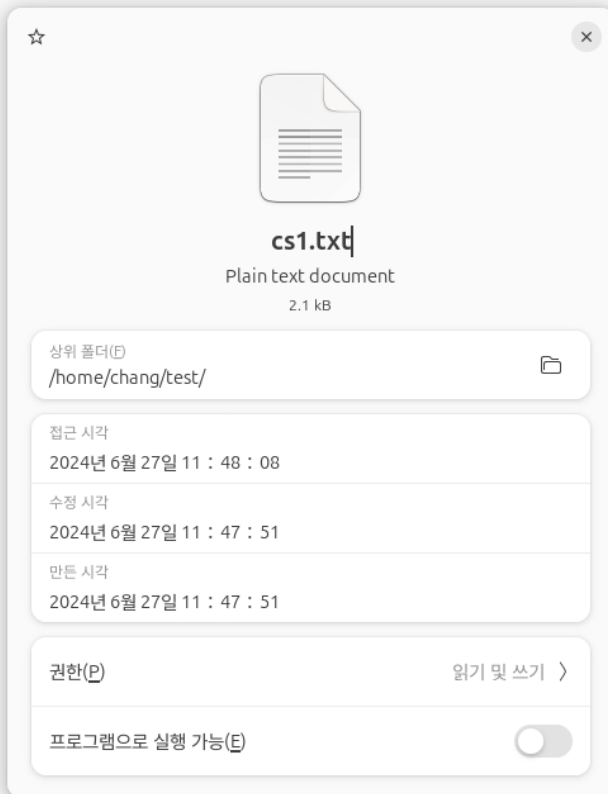 cs1.txt
Plain text document
2.1 kB
상위 폴더(F)
/home/chang/test/
접근 시각
2024년 6월 27일 11 : 48 : 08
수정 시각
2024년 6월 27일 11 : 47 : 51
만든 시각
2024년 6월 27일 11 : 47 : 51
권한(P) 읽기 및 쓰기
프로그램으로 실행 가능(E)